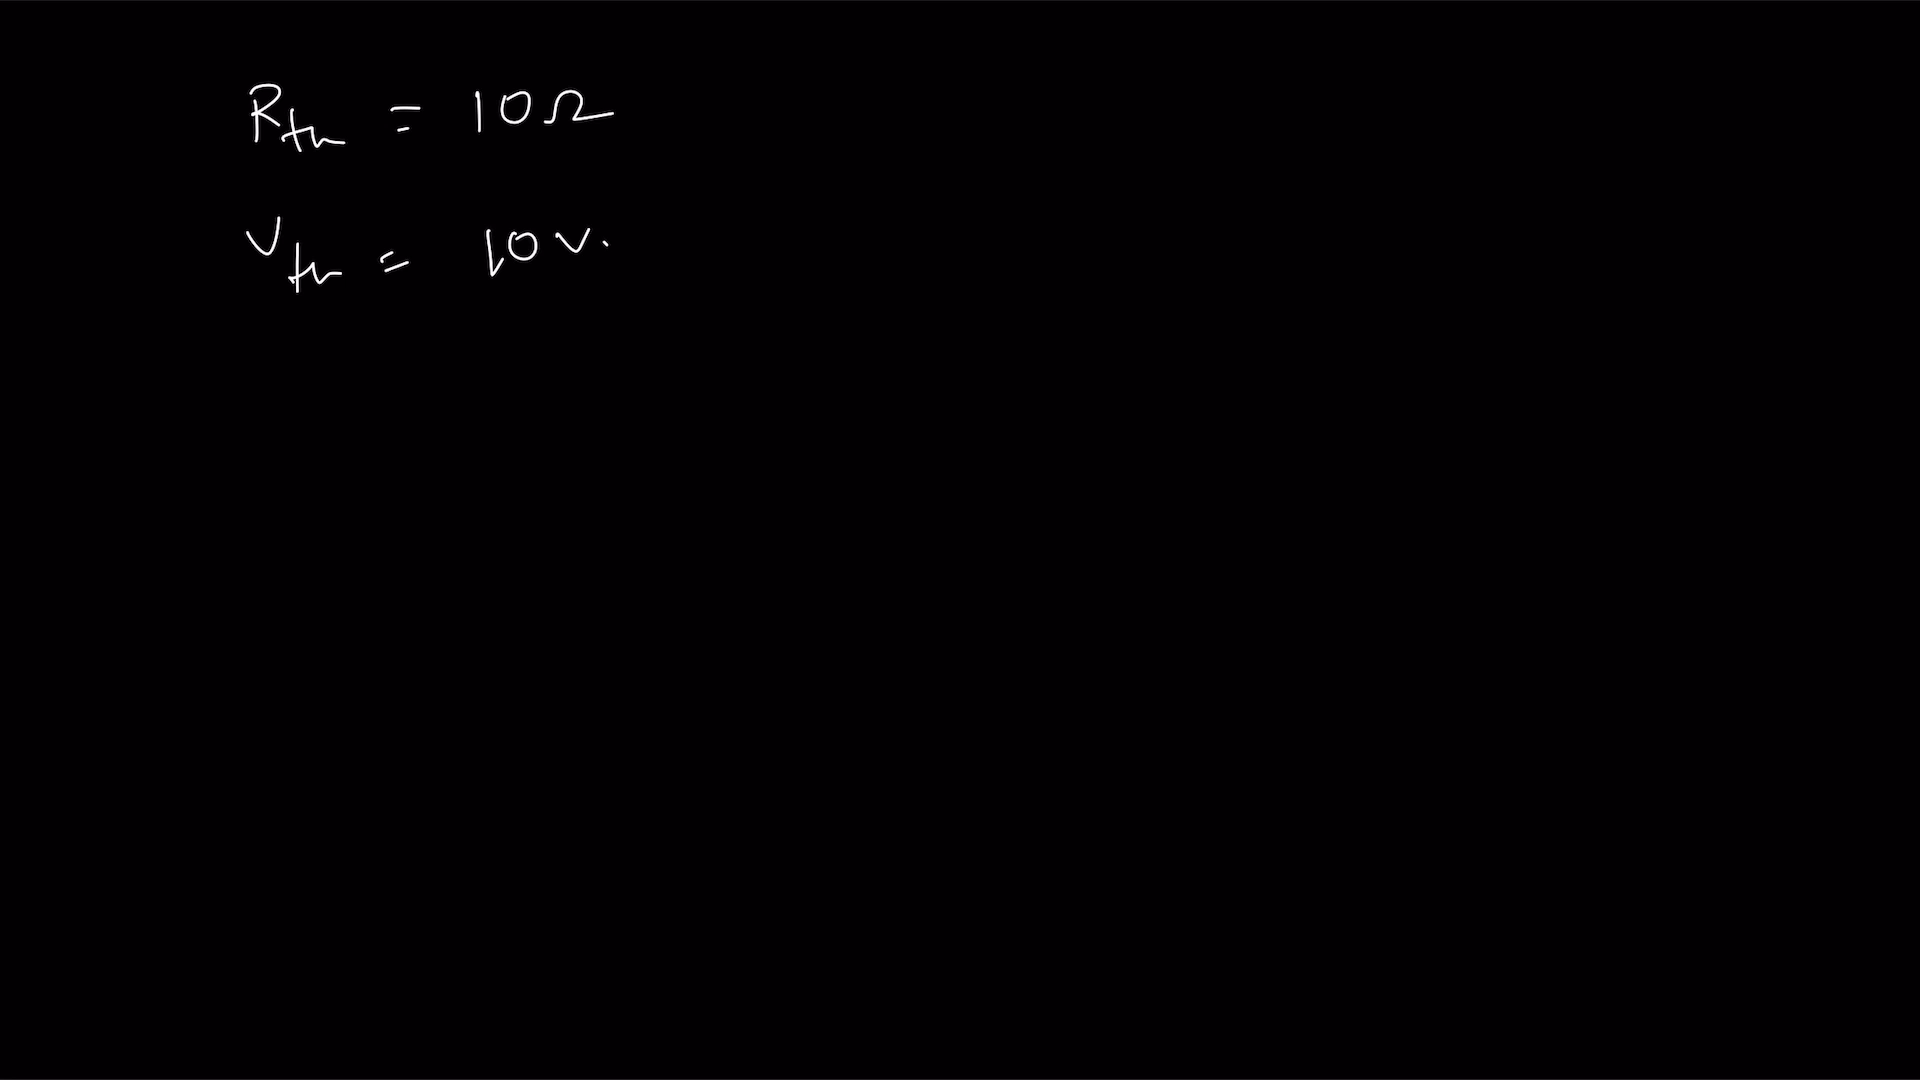 Rth = 10Ω
Vth = 10v.